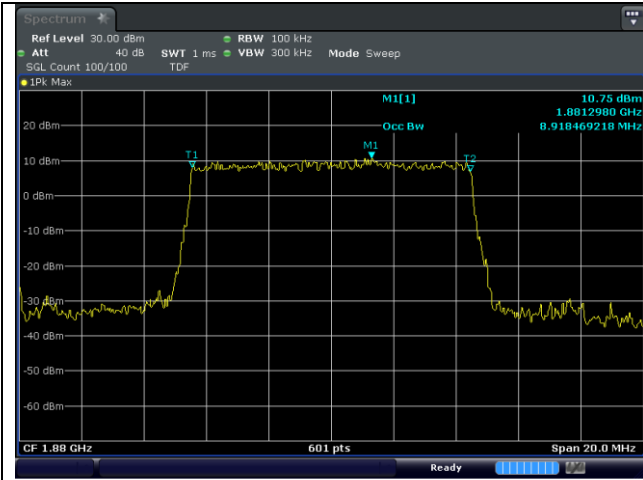 Spectrum
Ref Level 30.00 dBm RBW 100 kHz
Att 40 dB SWT 1 ms VBW 300 kHz Mode Sweep
SGL Count 100/100 TDF
1Pk Max
M1[1] 10.75 dBm
1.8812980 GHz
20 dBm Occ Bw 8.918469218 MHz
M1
T1 T2
10 dBm
0 dBm
-10 dBm
-20 dBm
-30 dBm
-40 dBm
-50 dBm
-60 dBm
CF 1.88 GHz 601 pts Span 20.0 MHz
Ready